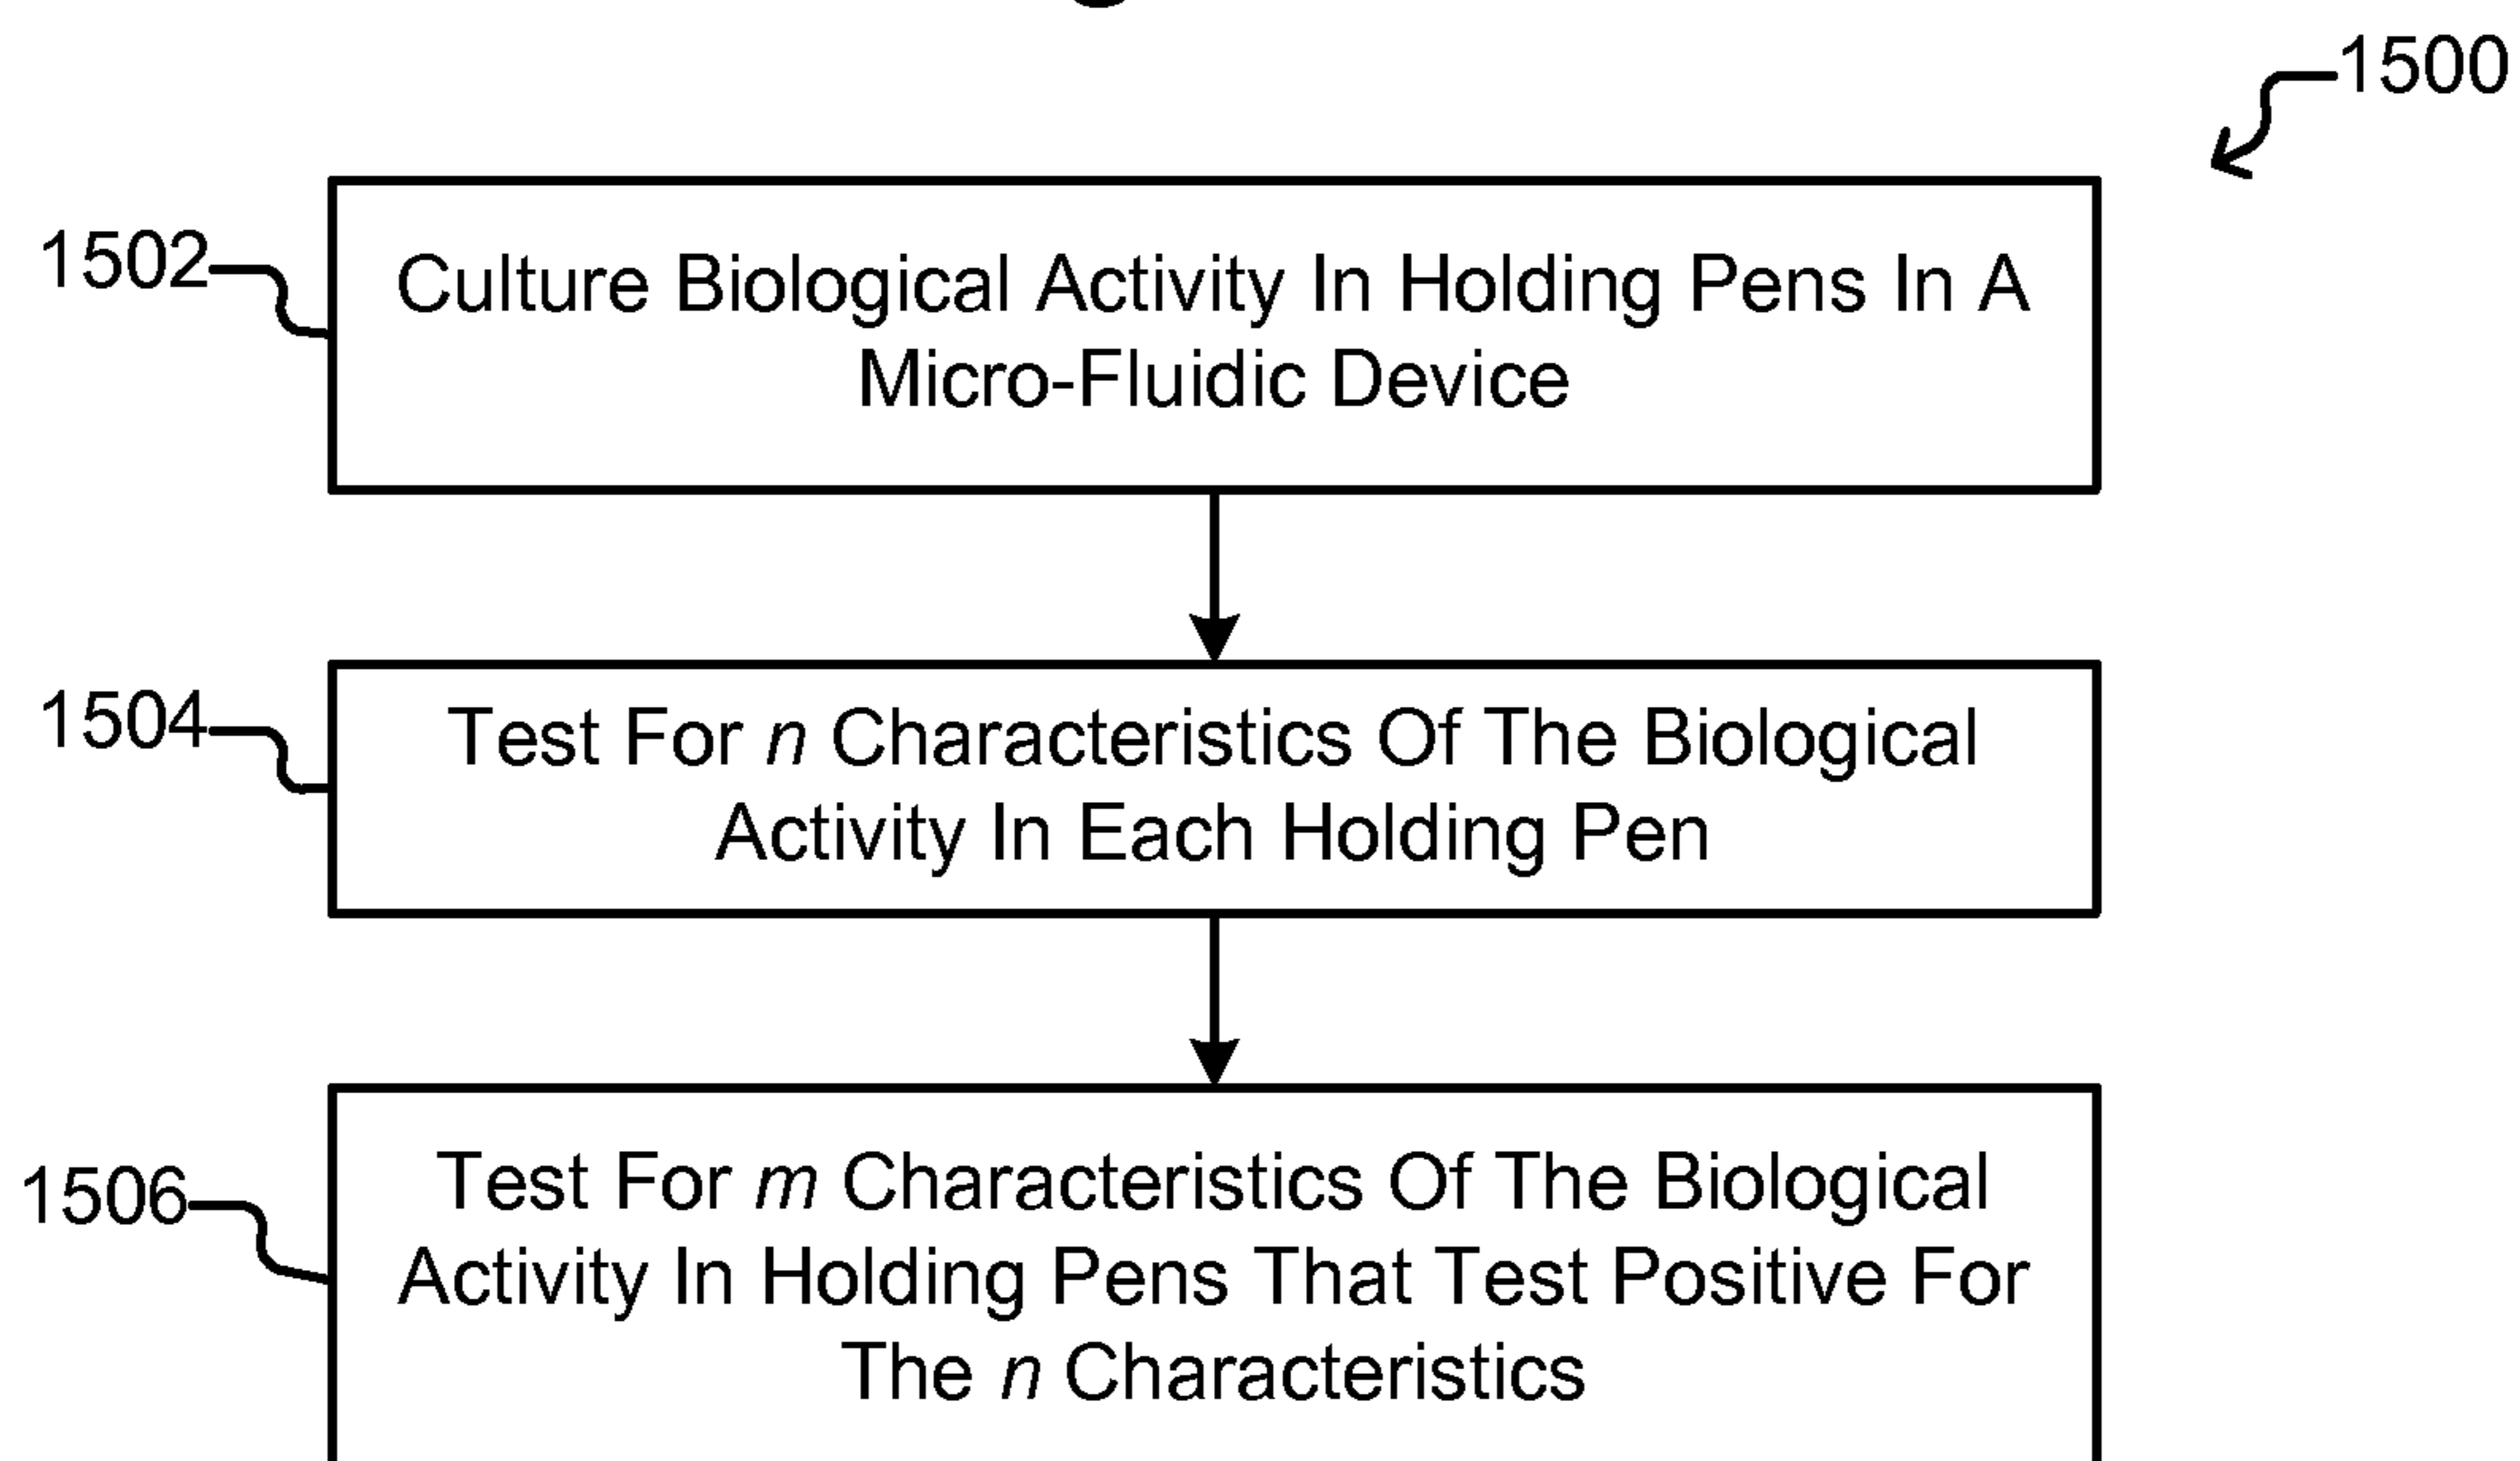 1500
1502
Culture Biological Activity In Holding Pens In A
Micro-Fluidic Device
1504
Test For n Characteristics Of The Biological
Activity In Each Holding Pen
1506
Test For m Characteristics Of The Biological
Activity In Holding Pens That Test Positive For
The n Characteristics